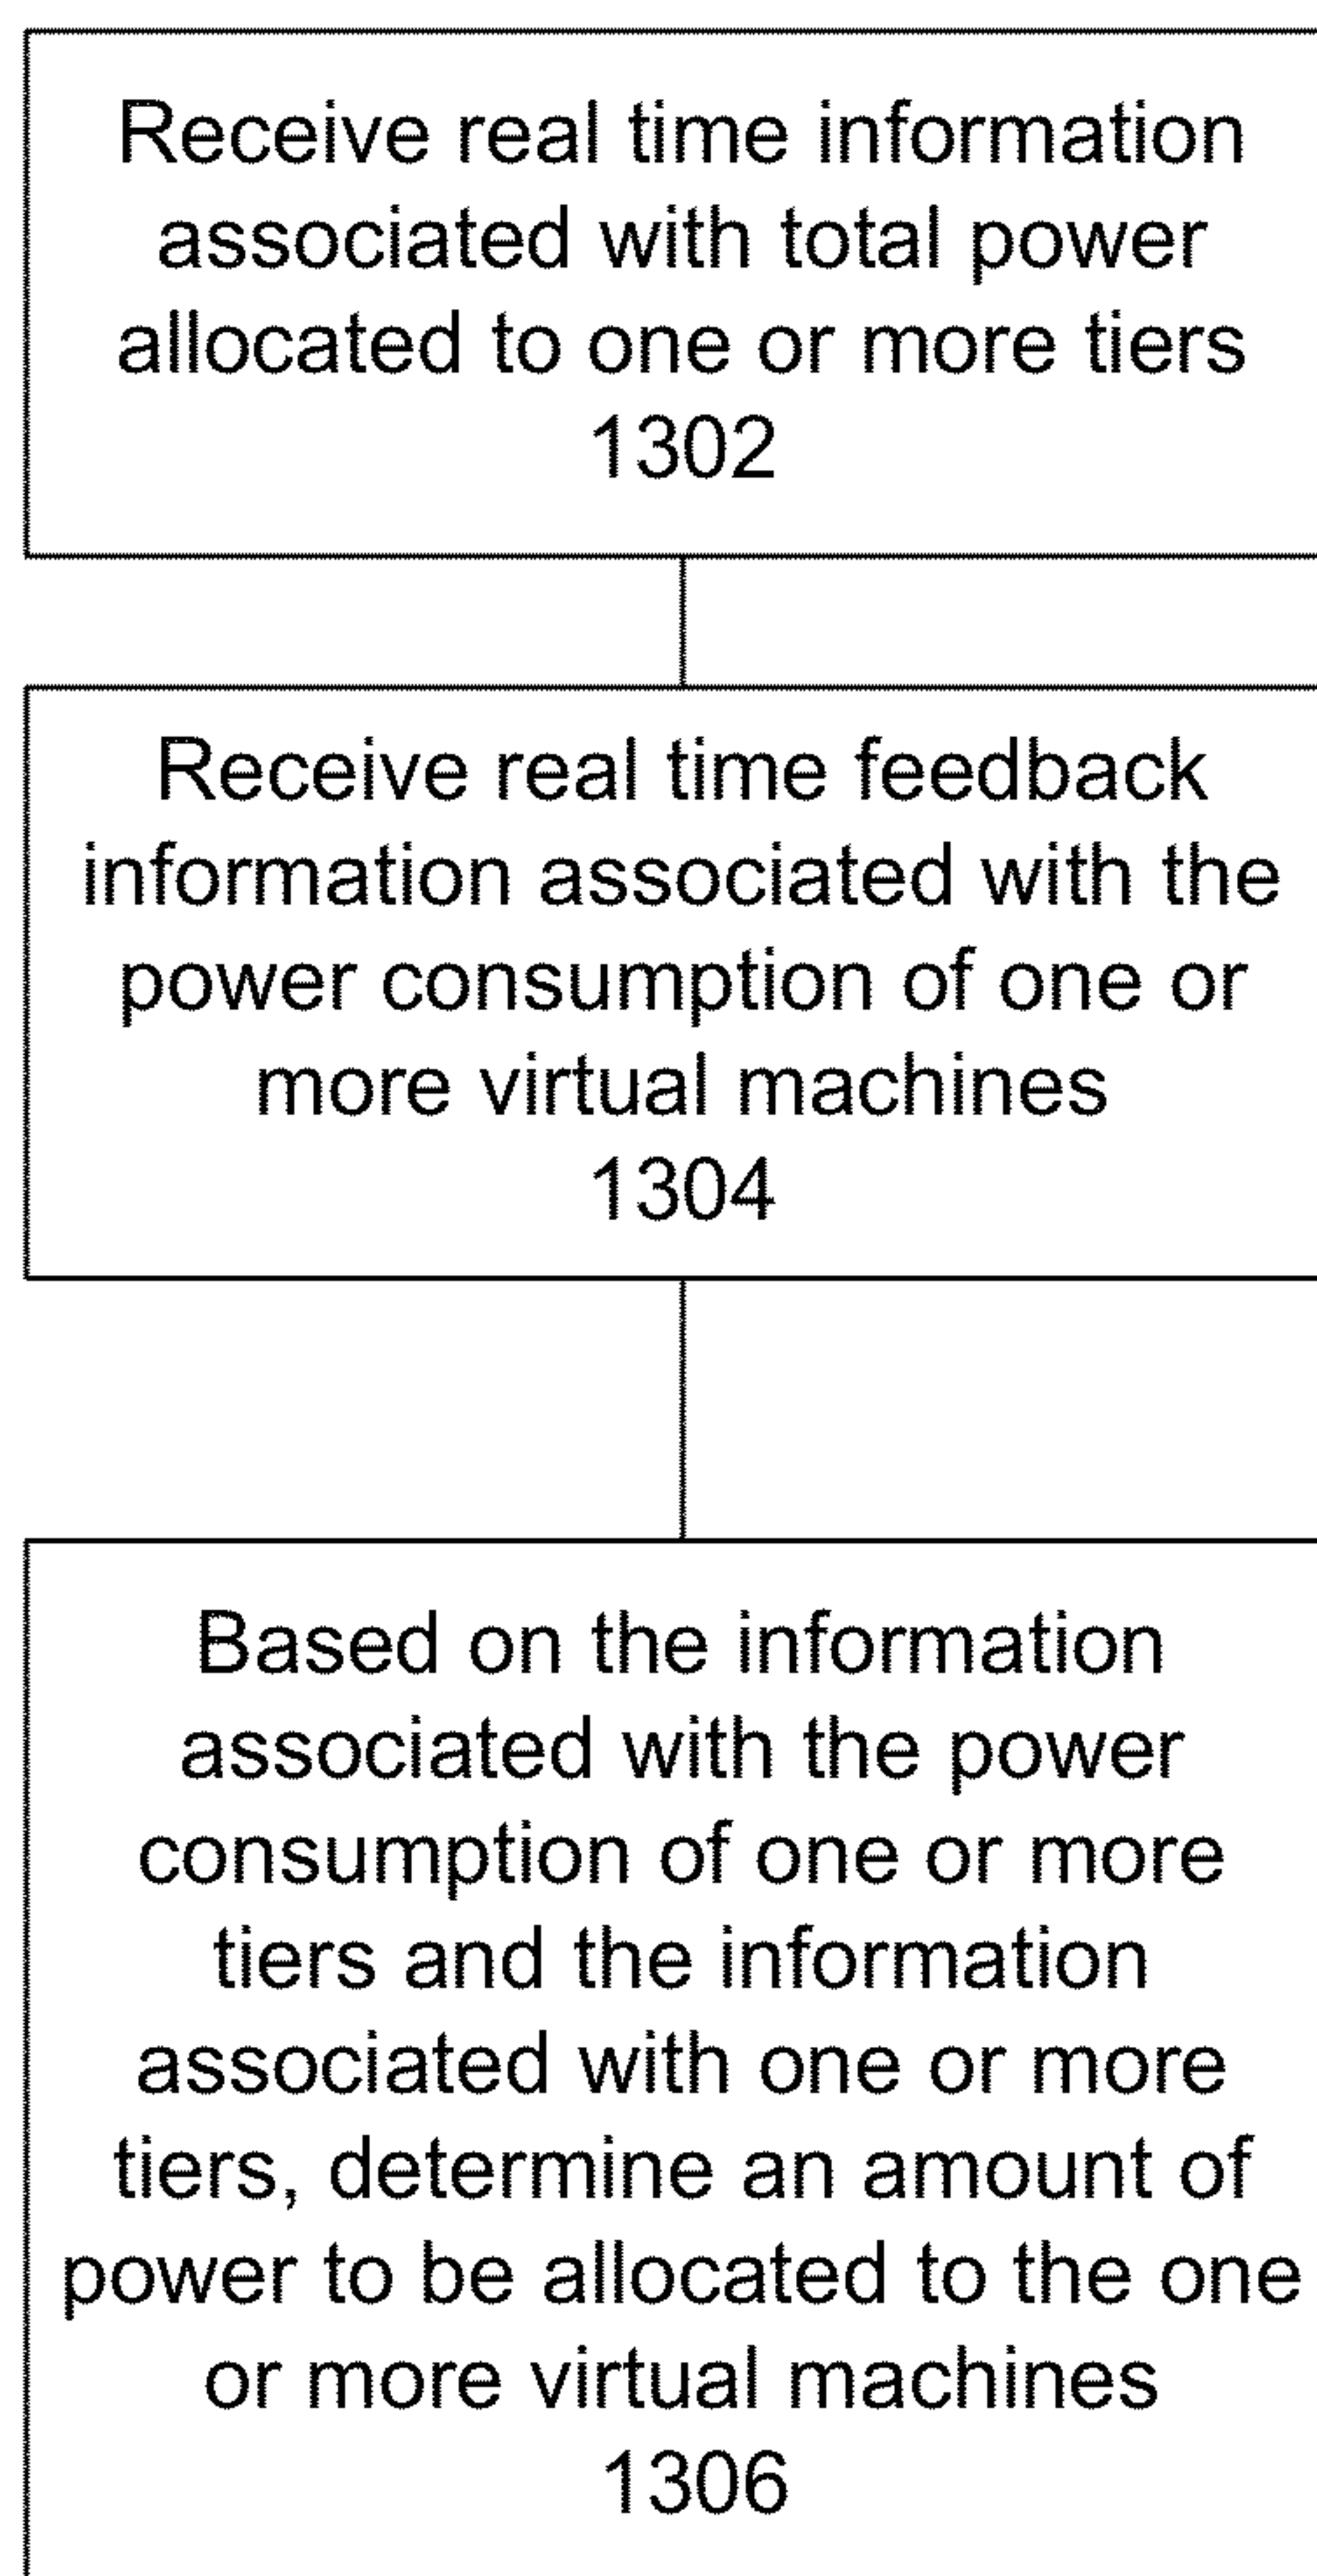 Receive real time information
associated with total power
allocated to one or more tiers
1302
Receive real time feedback
information associated with the
power consumption of one or
more virtual machines
1304
Based on the information
associated with the power
consumption of one or more
tiers and the information
associated with one or more
tiers, determine an amount of
power to be allocated to the one
or more virtual machines
1306